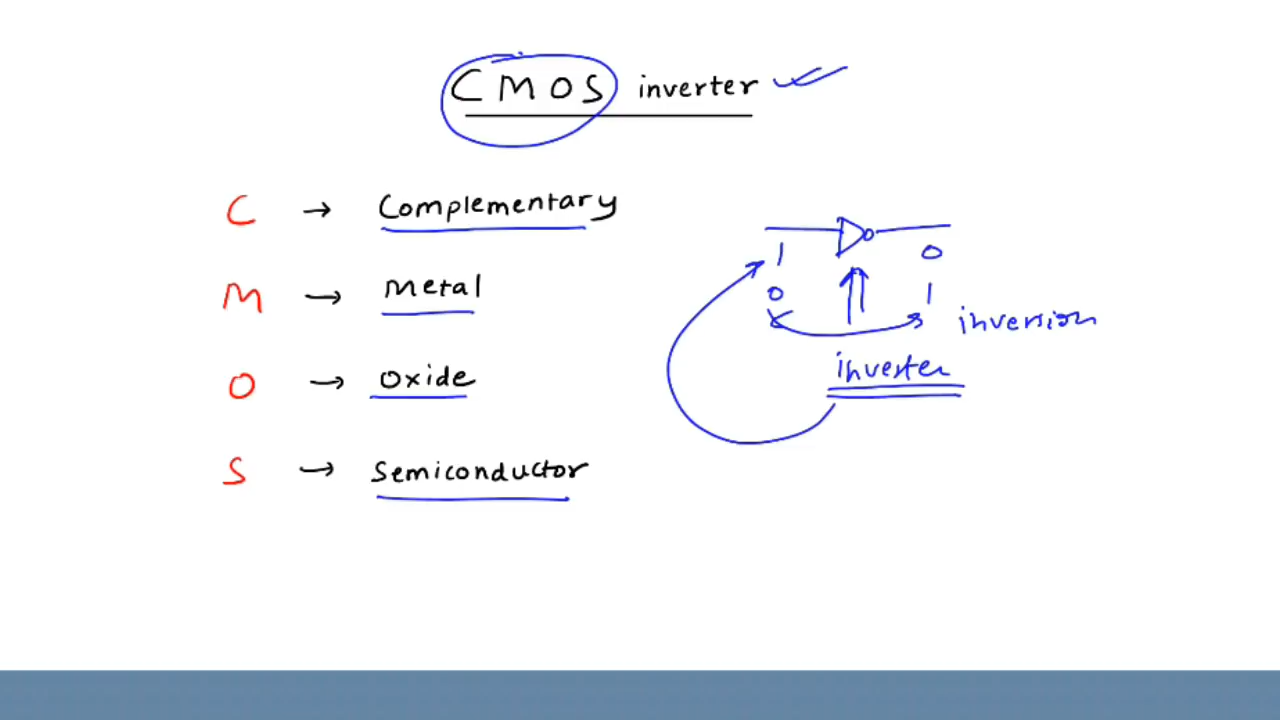 CMOS inverter
C → Complementary
M → Metal
O → Oxide
S → Semiconductor
1 0
0 1
inversion
inverter